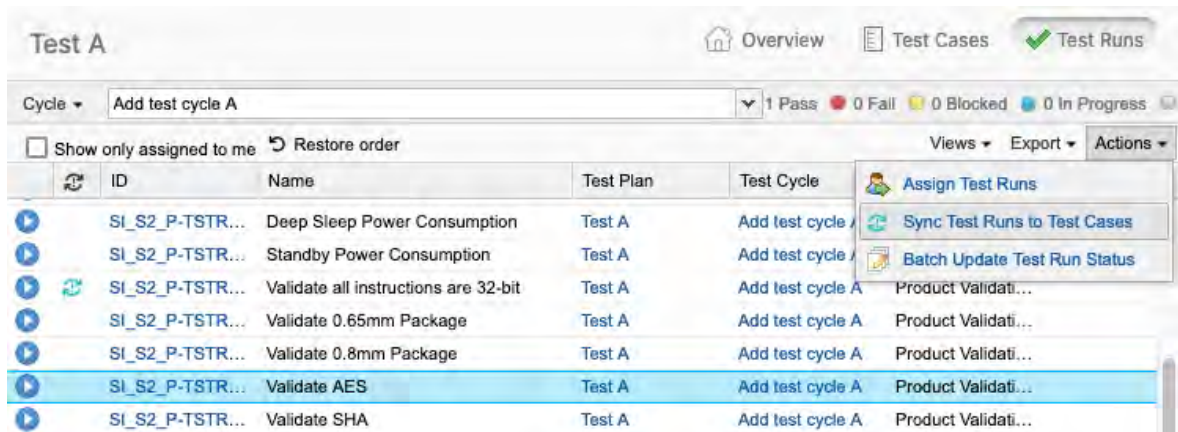 Test A Overview Test Cases Test Runs
Cycle Add test cycle A 1 Pass 0 Fail 0 Blocked 0 In Progress
Show only assigned to me Restore order Views Export Actions
ID Name Test Plan Test Cycle
Assign Test Runs
Sync Test Runs to Test Cases
Batch Update Test Run Status
SI_S2_P-TSTR... Deep Sleep Power Consumption Test A Add test cycle
SI_S2_P-TSTR... Standby Power Consumption Test A Add test cycle
SI_S2_P-TSTR... Validate all instructions are 32-bit Test A Add test cycle A Product Validati...
SI_S2_P-TSTR... Validate 0.65mm Package Test A Add test cycle A Product Validati...
SI_S2_P-TSTR... Validate 0.8mm Package Test A Add test cycle A Product Validati...
SI_S2_P-TSTR... Validate AES Test A Add test cycle A Product Validati...
SI_S2_P-TSTR... Validate SHA Test A Add test cycle A Product Validati...